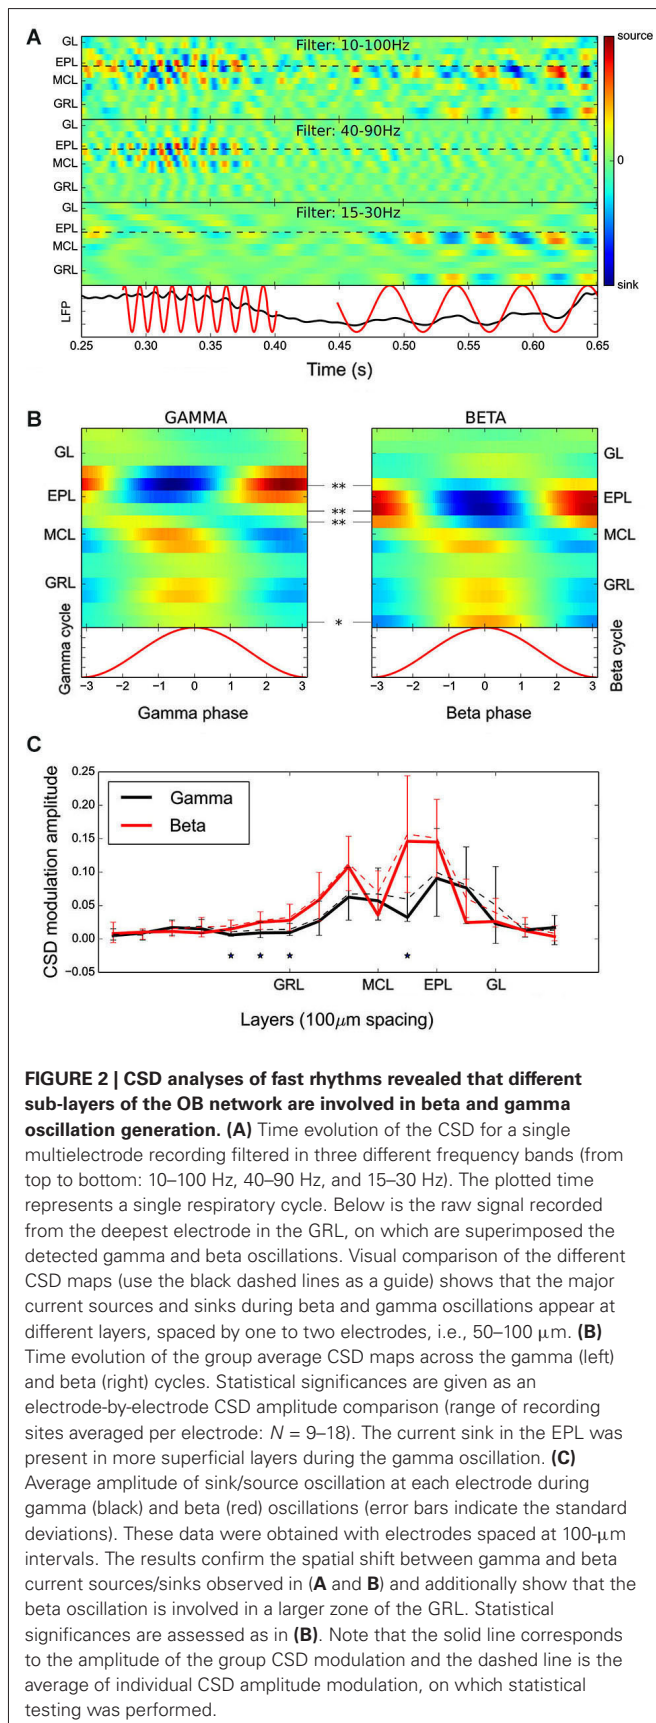 A
GL
EPL
MCL
GRL
Filter: 10-100Hz
GL
EPL
MCL
GRL
Filter: 40-90Hz
GL
EPL
MCL
GRL
Filter: 15-30Hz
source
0
sink
LFP
0.25 0.30 0.35 0.40 0.45 0.50 0.55 0.60 0.65
Time (s)
B
GAMMA
BETA
GL
EPL
MCL
GRL
**
**
**
*
GL
EPL
MCL
GRL
Gamma cycle
Beta cycle
−3 −2 −1 0 1 2 3
−3 −2 −1 0 1 2 3
Gamma phase
Beta phase
C
CSD modulation amplitude
0.25
0.20
0.15
0.10
0.05
0.00
−0.05
Gamma
Beta
★ ★ ★ ★
GRL MCL EPL GL
Layers (100μm spacing)
FIGURE 2 | CSD analyses of fast rhythms revealed that different
sub-layers of the OB network are involved in beta and gamma
oscillation generation. (A) Time evolution of the CSD for a single
multielectrode recording filtered in three different frequency bands (from
top to bottom: 10–100 Hz, 40–90 Hz, and 15–30 Hz). The plotted time
represents a single respiratory cycle. Below is the raw signal recorded
from the deepest electrode in the GRL, on which are superimposed the
detected gamma and beta oscillations. Visual comparison of the different
CSD maps (use the black dashed lines as a guide) shows that the major
current sources and sinks during beta and gamma oscillations appear at
different layers, spaced by one to two electrodes, i.e., 50–100 μm. (B)
Time evolution of the group average CSD maps across the gamma (left)
and beta (right) cycles. Statistical significances are given as an
electrode-by-electrode CSD amplitude comparison (range of recording
sites averaged per electrode: N = 9–18). The current sink in the EPL was
present in more superficial layers during the gamma oscillation. (C)
Average amplitude of sink/source oscillation at each electrode during
gamma (black) and beta (red) oscillations (error bars indicate the standard
deviations). These data were obtained with electrodes spaced at 100-μm
intervals. The results confirm the spatial shift between gamma and beta
current sources/sinks observed in (A and B) and additionally show that the
beta oscillation is involved in a larger zone of the GRL. Statistical
significances are assessed as in (B). Note that the solid line corresponds
to the amplitude of the group CSD modulation and the dashed line is the
average of individual CSD amplitude modulation, on which statistical
testing was performed.